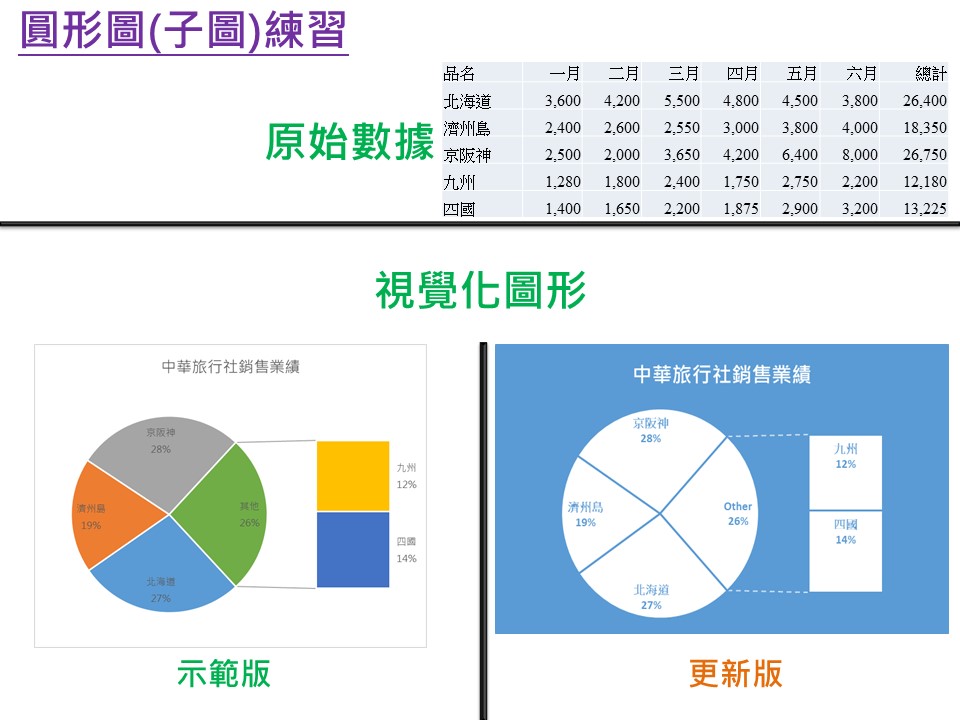 圓形圖(子圖)練習
原始數據
品名 一月 二月 三月 四月 五月 六月 總計
北海道 3,600 4,200 5,500 4,800 4,500 3,800 26,400
濟州島 2,400 2,600 2,550 3,000 3,800 4,000 18,350
京阪神 2,500 2,000 3,650 4,200 6,400 8,000 26,750
九州 1,280 1,800 2,400 1,750 2,750 2,200 12,180
四國 1,400 1,650 2,200 1,875 2,900 3,200 13,225
視覺化圖形
中華旅行社銷售業績
京阪神
28%
濟州島
19%
北海道
27%
其他
26%
九州
12%
四國
14%
示範版
中華旅行社銷售業績
京阪神
28%
濟州島
19%
北海道
27%
Other
26%
九州
12%
四國
14%
更新版